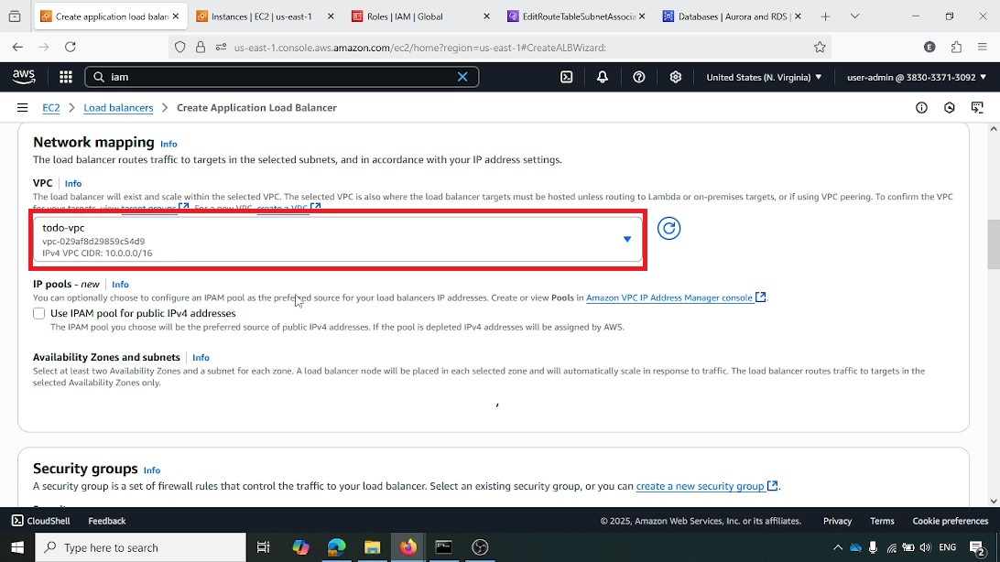 Create application load balan
Instances | EC2 | us-east-1
Roles | IAM | Global
EditRouteTableSubnetAssocia
Databases | Aurora and RDS |
us-east-1.console.aws.amazon.com/ec2/home?region=us-east-1#CreateALBWizard:
E
aws
iam
United States (N. Virginia)
user-admin @ 3830-3371-3092
EC2 > Load balancers > Create Application Load Balancer
Network mapping Info
The load balancer routes traffic to targets in the selected subnets, and in accordance with your IP address settings.
VPC | Info
The load balancer will exist and scale within the selected VPC. The selected VPC is also where the load balancer targets must be hosted unless routing to Lambda or on-premises targets, or if using VPC peering. To confirm the VPC
for your targets, view target groups. For a new VPC, create a VPC
todo-vpc
vpc-029af8d29859c54d9
IPv4 VPC CIDR: 10.0.0.0/16
IP pools - new | Info
You can optionally choose to configure an IPAM pool as the preferred source for your load balancers IP addresses. Create or view Pools in Amazon VPC IP Address Manager console.
Use IPAM pool for public IPv4 addresses
The IPAM pool you choose will be the preferred source of public IPv4 addresses. If the pool is depleted IPv4 addresses will be assigned by AWS.
Availability Zones and subnets | Info
Select at least two Availability Zones and a subnet for each zone. A load balancer node will be placed in each selected zone and will automatically scale in response to traffic. The load balancer routes traffic to targets in the
selected Availability Zones only.
Security groups Info
A security group is a set of firewall rules that control the traffic to your load balancer. Select an existing security group, or you can create a new security group.
CloudShell
Feedback
© 2025, Amazon Web Services, Inc. or its affiliates.
Privacy
Terms
Cookie preferences
Type here to search
ENG
2